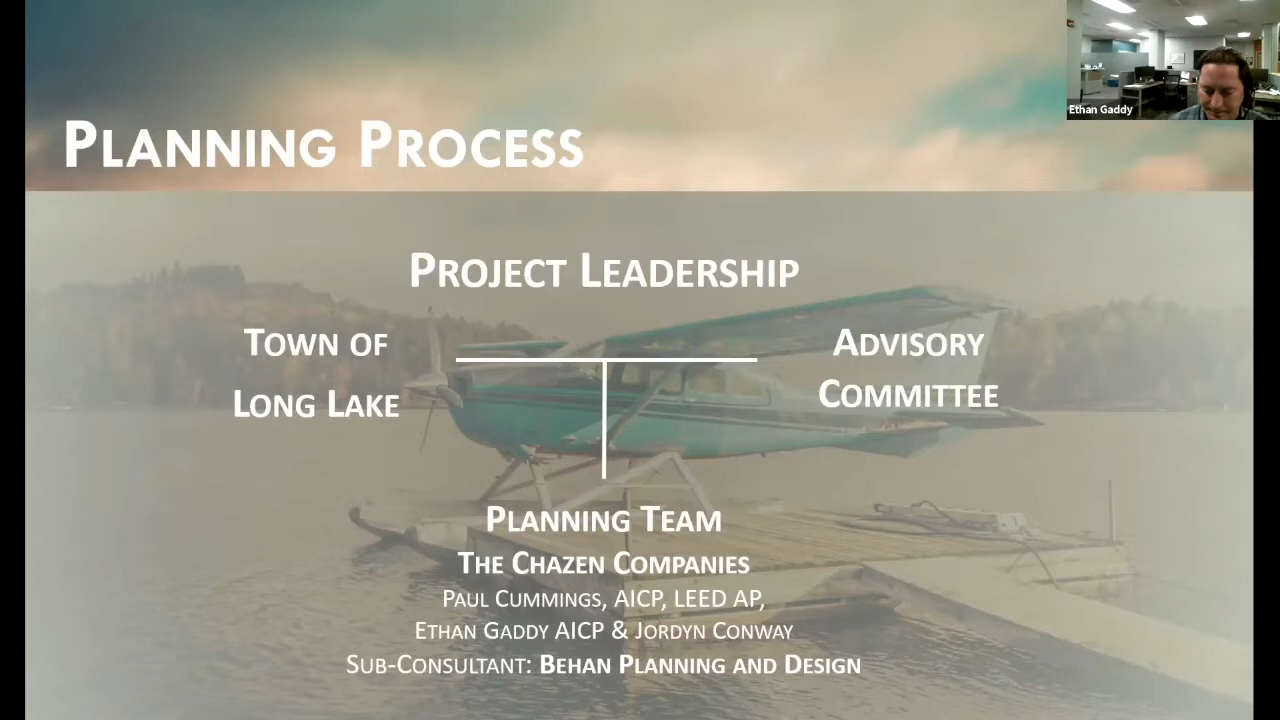 Ethan Gaddy
Planning Process
Project Leadership
Town of
Long Lake
Advisory
Committee
Planning Team
The Chazen Companies
Paul Cummings, AICP, LEED AP,
Ethan Gaddy AICP & Jordyn Conway
Sub-Consultant: Behan Planning and Design